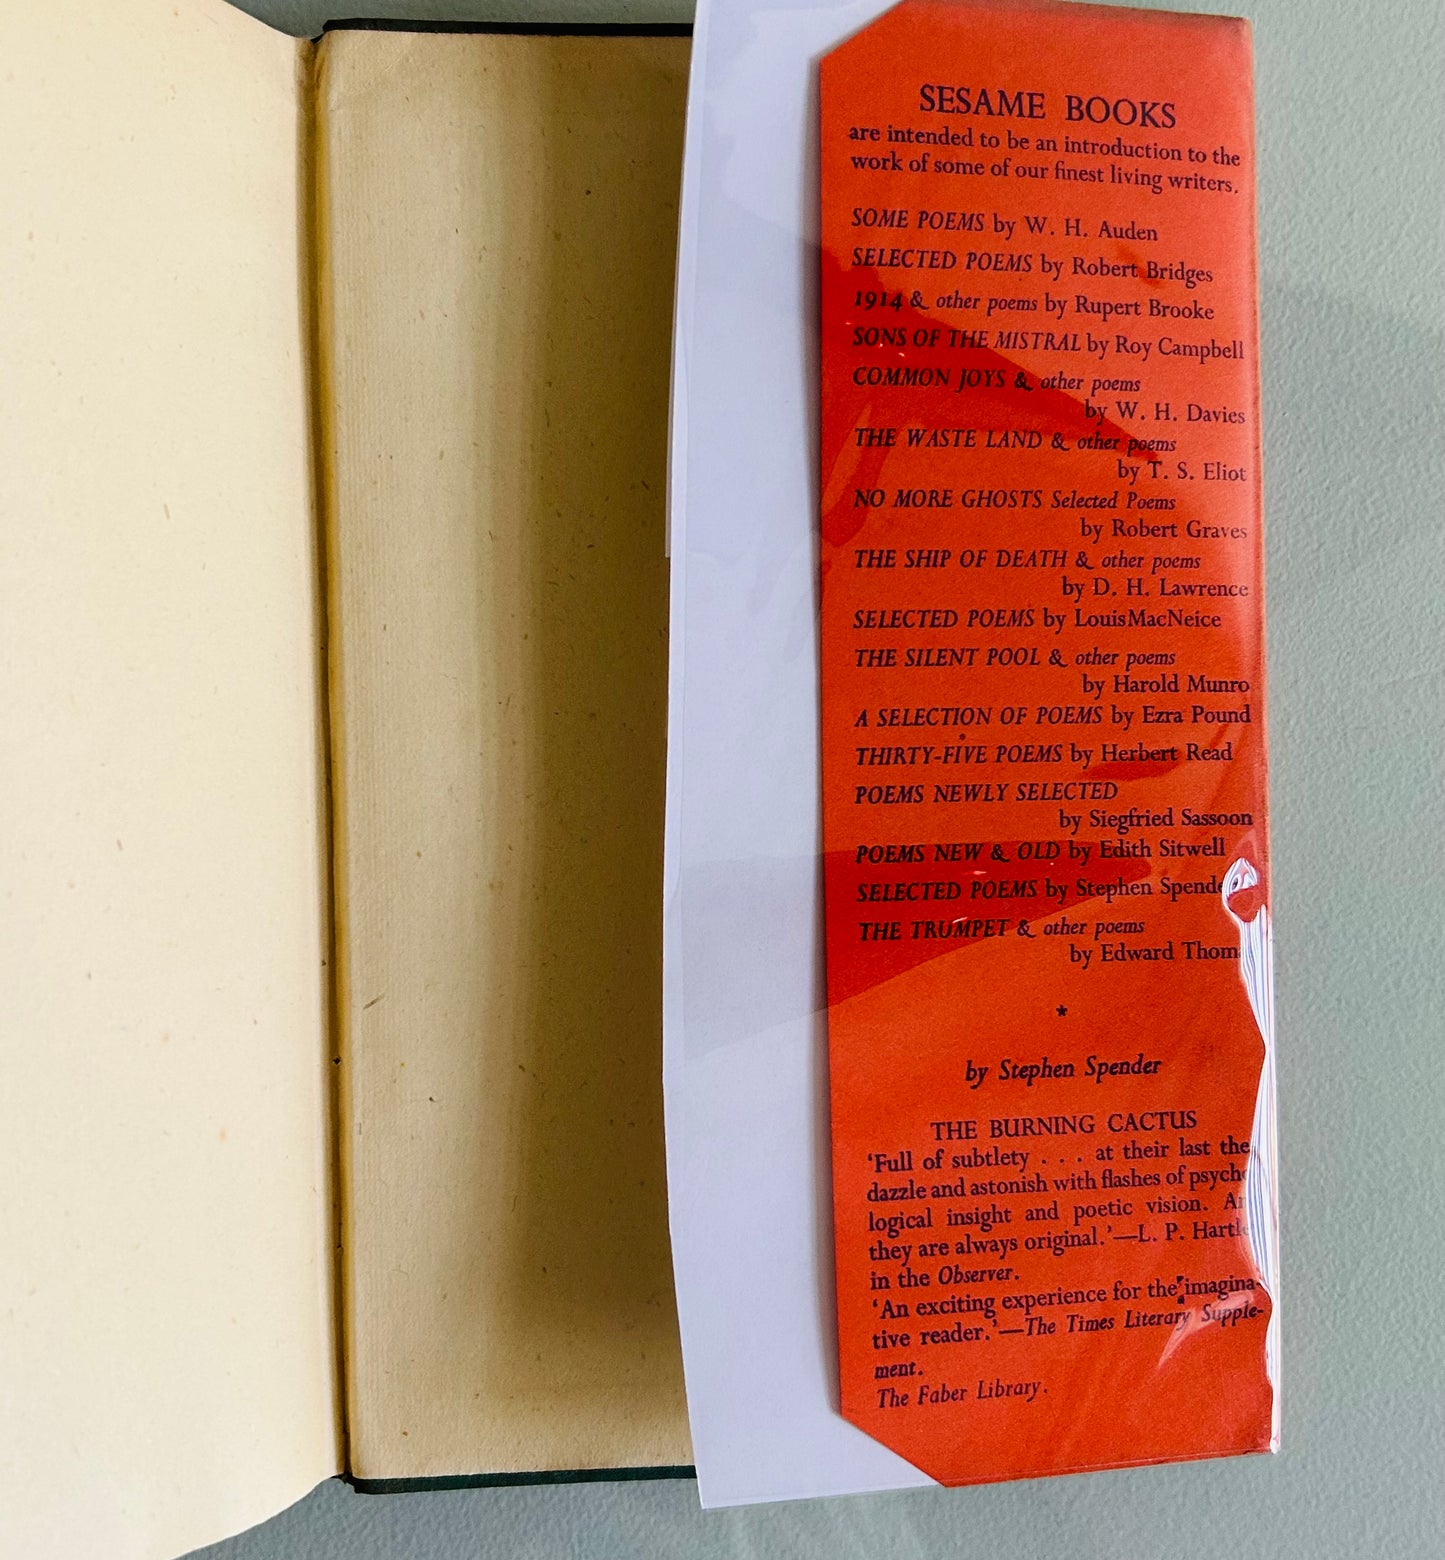 SESAME BOOKS
are intended to be an introduction to the
work of some of our finest living writers.
SOME POEMS by W. H. Auden
SELECTED POEMS by Robert Bridges
1914 & other poems by Rupert Brooke
SONS OF THE MISTRAL by Roy Campbell
COMMON JOYS & other poems
by W. H. Davies
THE WASTE LAND & other poems
by T. S. Eliot
NO MORE GHOSTS Selected Poems
by Robert Graves
THE SHIP OF DEATH & other poems
by D. H. Lawrence
SELECTED POEMS by Louis MacNeice
THE SILENT POOL & other poems
by Harold Munro
A SELECTION OF POEMS by Ezra Pound
THIRTY-FIVE POEMS by Herbert Read
POEMS NEWLY SELECTED
by Siegfried Sassoon
POEMS NEW & OLD by Edith Sitwell
SELECTED POEMS by Stephen
THE TRUMPET & other poems
by Edward
*
by Stephen Spender
THE BURNING CACTUS
‘Full of subtlety . . . at their last the
dazzle and astonish with flashes of
logical insight and poetic vision.
they are always original.’—L. P.
in the Observer.
‘An exciting experience for the imagina-
tive reader.’—The Times Literary Supple-
ment.
The Faber Library.